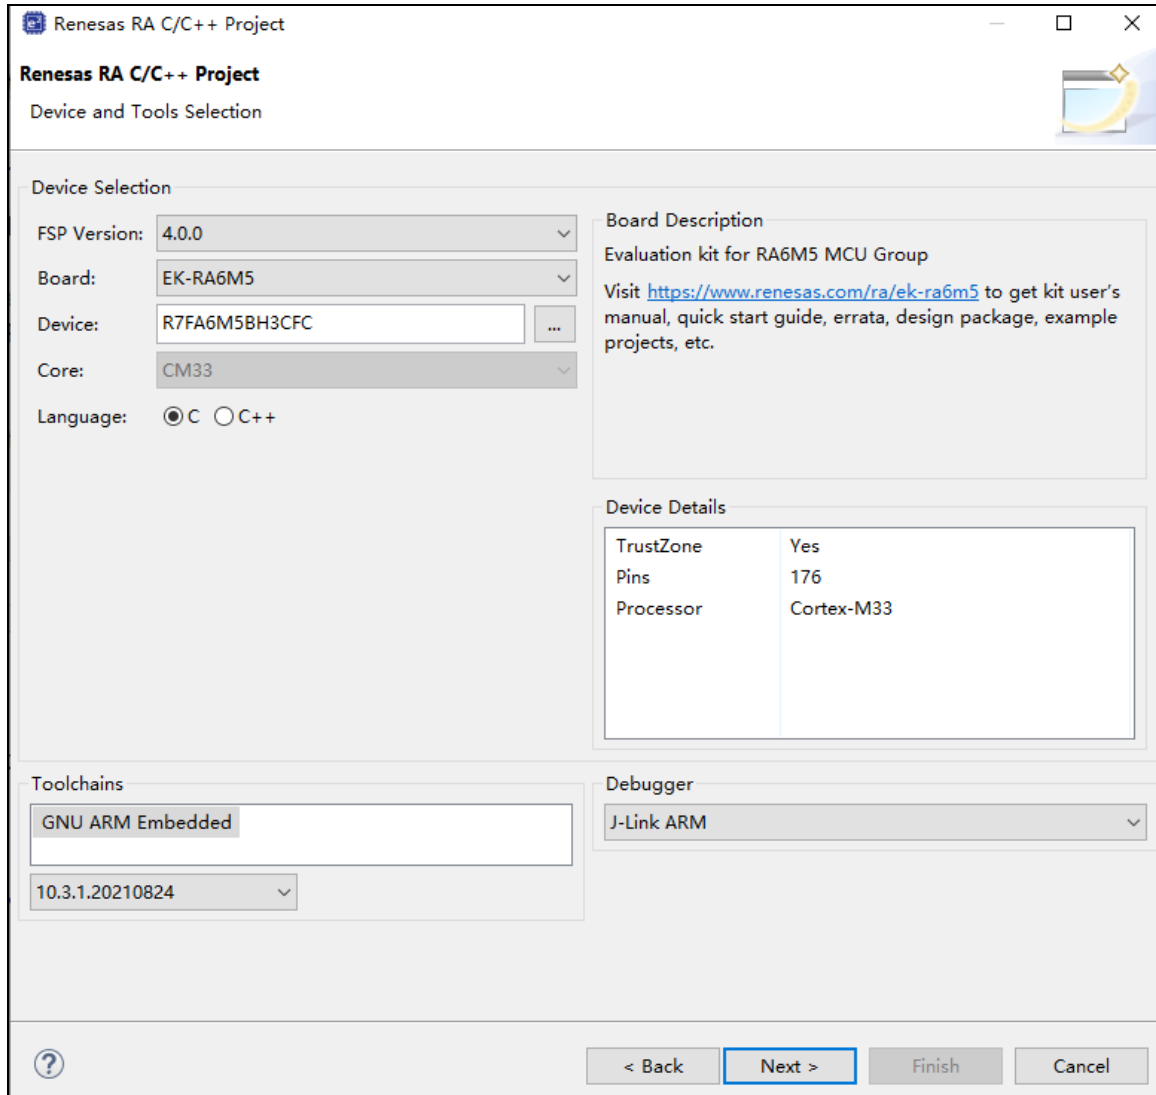 Renesas RA C/C++ Project
Renesas RA C/C++ Project
Device and Tools Selection
Device Selection
FSP Version: 4.0.0
Board: EK-RA6M5
Device: R7FA6M5BH3CFC ...
Core: CM33
Language: C C++
Board Description
Evaluation kit for RA6M5 MCU Group
Visit https://www.renesas.com/ra/ek-ra6m5 to get kit user's
manual, quick start guide, errata, design package, example
projects, etc.
Device Details
TrustZone Yes
Pins 176
Processor Cortex-M33
Toolchains
GNU ARM Embedded
10.3.1.20210824
Debugger
J-Link ARM
? < Back Next > Finish Cancel